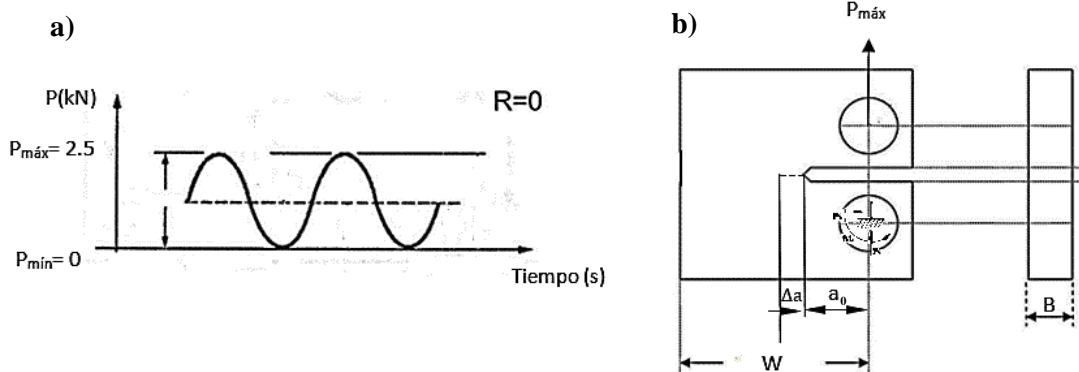 a)
P(kN)
R=0
Pmáx= 2.5
Pmín= 0
Tiempo (s)
b)
Pmáx
Δa
a₀
B
W